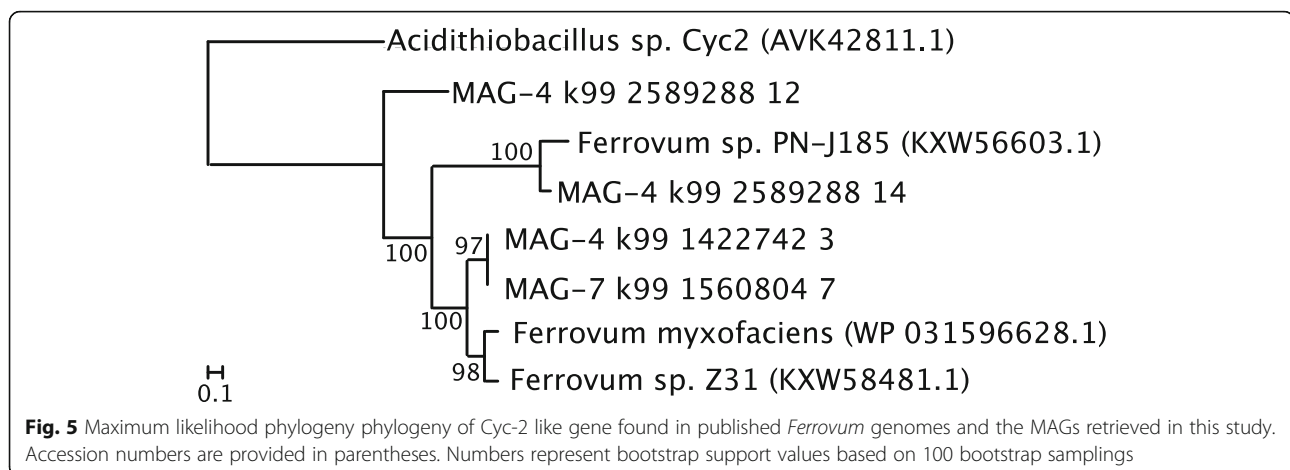 Acidithiobacillus sp. Cyc2 (AVK42811.1)
MAG-4 k99 2589288 12
100
Ferrovum sp. PN-J185 (KXW56603.1)
MAG-4 k99 2589288 14
100
97
MAG-4 k99 1422742 3
MAG-7 k99 1560804 7
100
Ferrovum myxofaciens (WP 031596628.1)
98
Ferrovum sp. Z31 (KXW58481.1)
0.1
Fig. 5 Maximum likelihood phylogeny phylogeny of Cyc-2 like gene found in published Ferrovum genomes and the MAGs retrieved in this study.
Accession numbers are provided in parentheses. Numbers represent bootstrap support values based on 100 bootstrap samplings